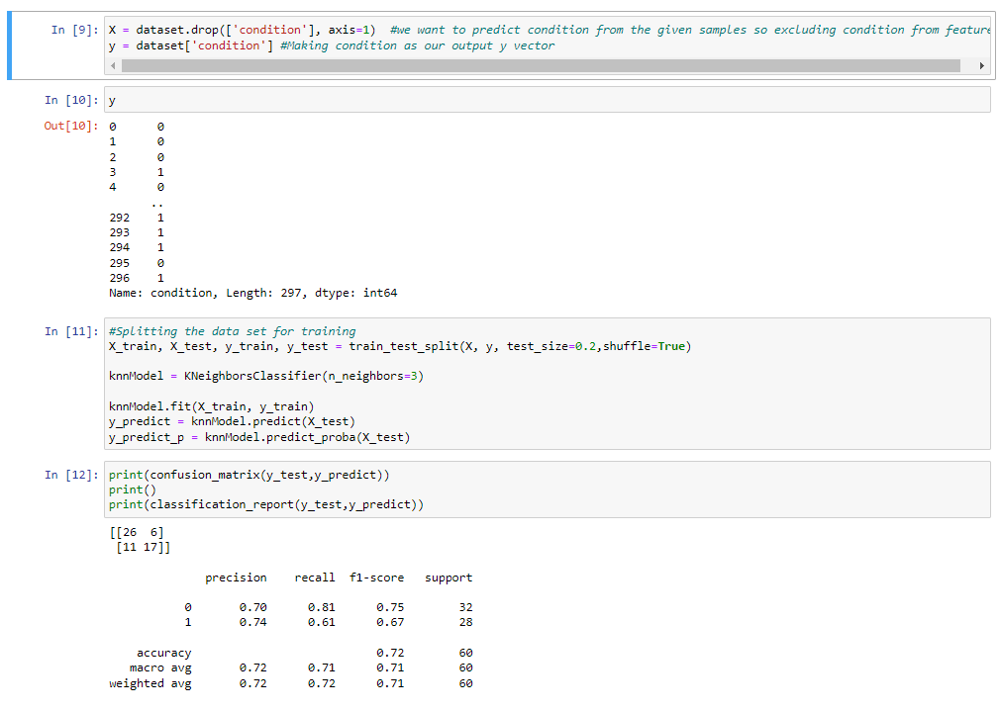 In [9]: X = dataset.drop(['condition'], axis=1)  #we want to predict condition from the given samples so excluding condition from feature
y = dataset['condition'] #Making condition as our output y vector
In [10]: y
Out[10]: 0      0
1      0
2      0
3      1
4      0
..
292    1
293    1
294    1
295    0
296    1
Name: condition, Length: 297, dtype: int64
In [11]: #Splitting the data set for training
X_train, X_test, y_train, y_test = train_test_split(X, y, test_size=0.2,shuffle=True)
knnModel = KNeighborsClassifier(n_neighbors=3)
knnModel.fit(X_train, y_train)
y_predict = knnModel.predict(X_test)
y_predict_p = knnModel.predict_proba(X_test)
In [12]: print(confusion_matrix(y_test,y_predict))
print()
print(classification_report(y_test,y_predict))
[[26  6]
[11 17]]
precision    recall  f1-score   support
0       0.70      0.81      0.75        32
1       0.74      0.61      0.67        28
accuracy                           0.72        60
macro avg       0.72      0.71      0.71        60
weighted avg       0.72      0.72      0.71        60